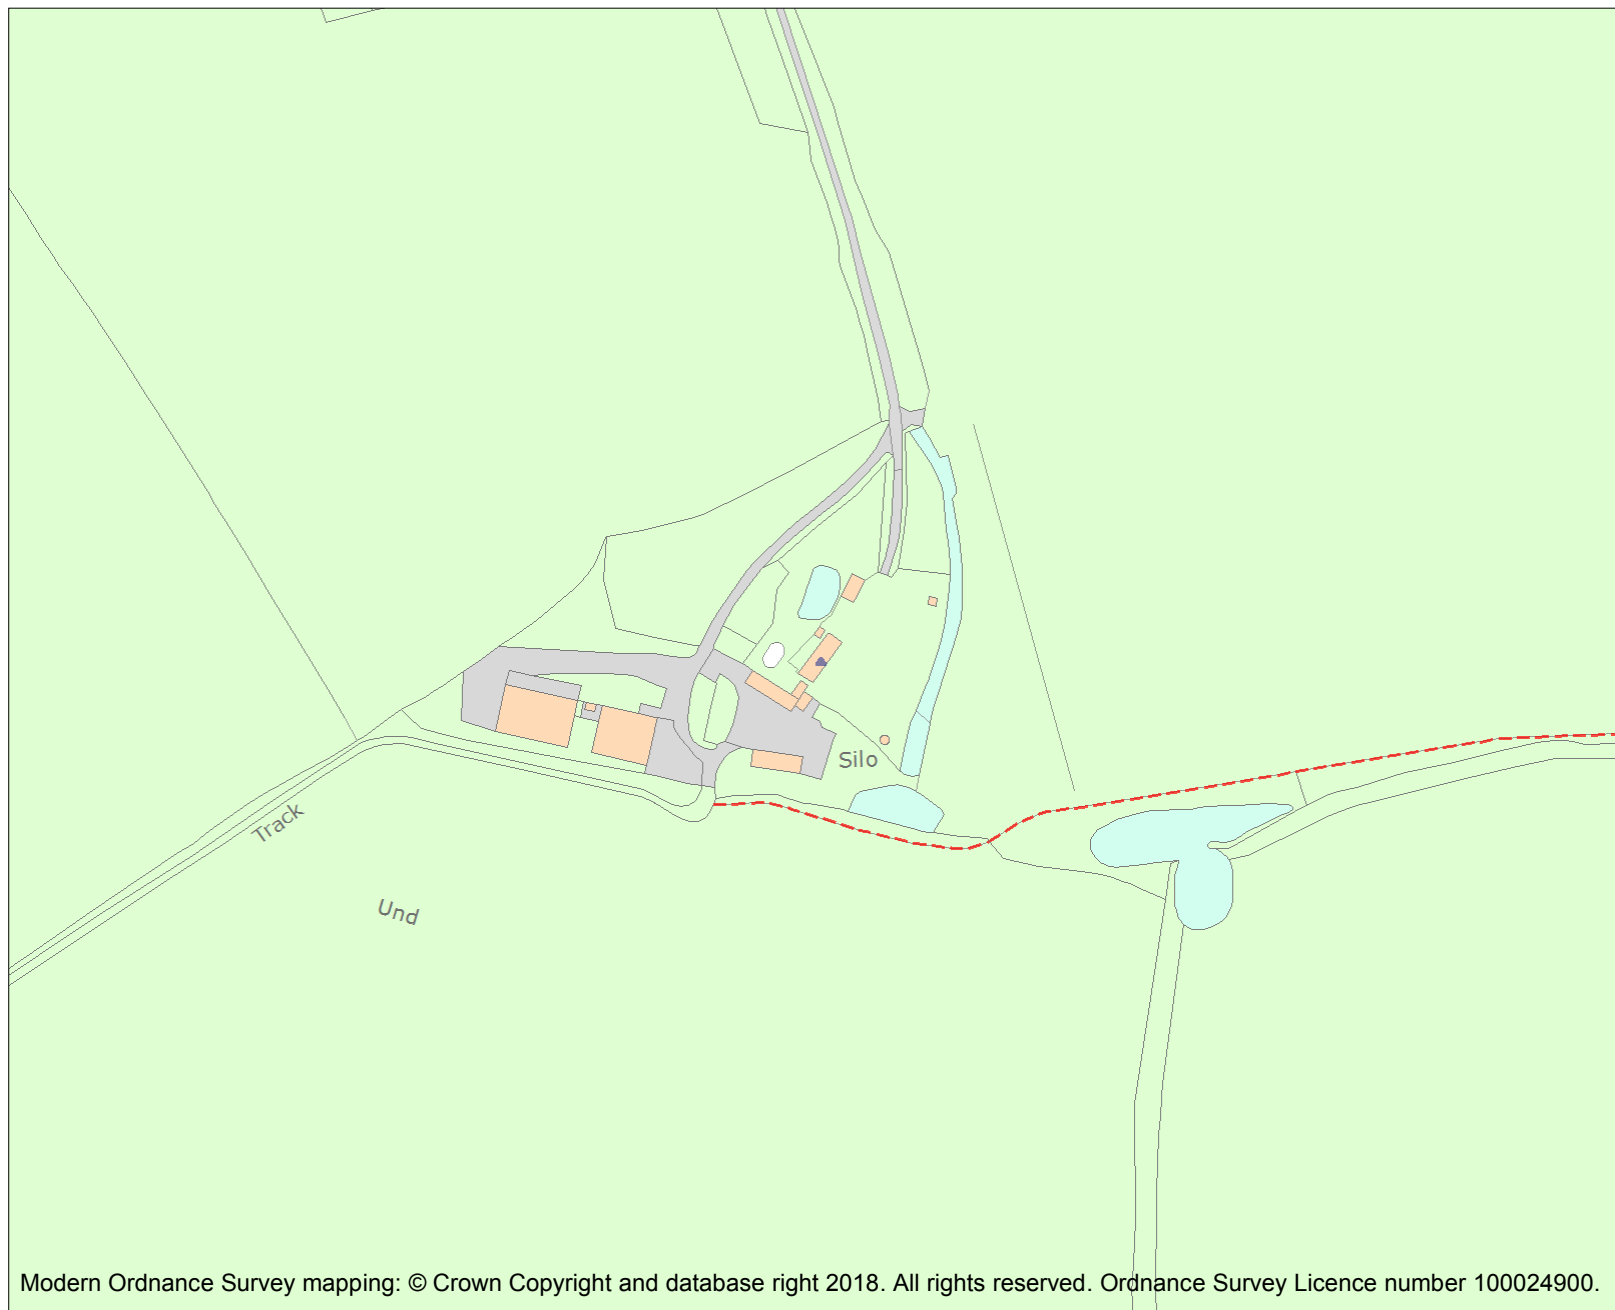 Silo
Track
Und
Modern Ordnance Survey mapping: © Crown Copyright and database right 2018. All rights reserved. Ordnance Survey Licence number 100024900.